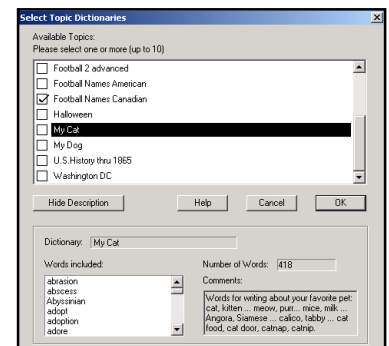 Select Topic Dictionaries
Available Topics:
Please select one or more (up to 10)
Football 2 advanced
Football Names American
Football Names Canadian
Halloween
My Cat
My Dog
U.S.History thru 1865
Washington DC
Hide Description
Help
Cancel
OK
Dictionary: My Cat
Words included:
abrasion
abscess
Abyssinian
adopt
adoption
adore
Number of Words: 418
Comments:
Words for writing about your favorite pet:
cat, kitten ... meow, purr... mice, milk ...
Angora, Siamese ... calico, tabby ... cat
food, cat door, catnap, catnip.